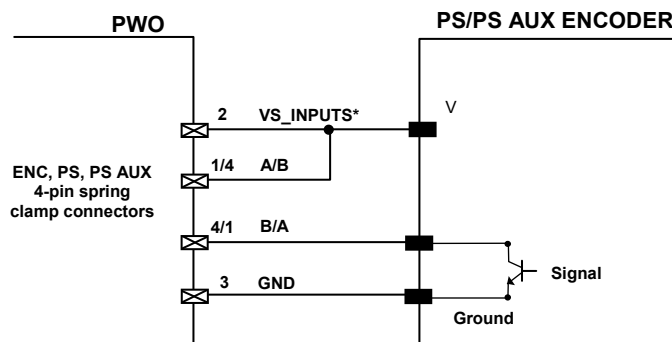 PWO
PS/PS AUX ENCODER
2 VS_INPUTS*
V
1/4 A/B
ENC, PS, PS AUX
4-pin spring
clamp connectors
4/1 B/A
Signal
3 GND
Ground